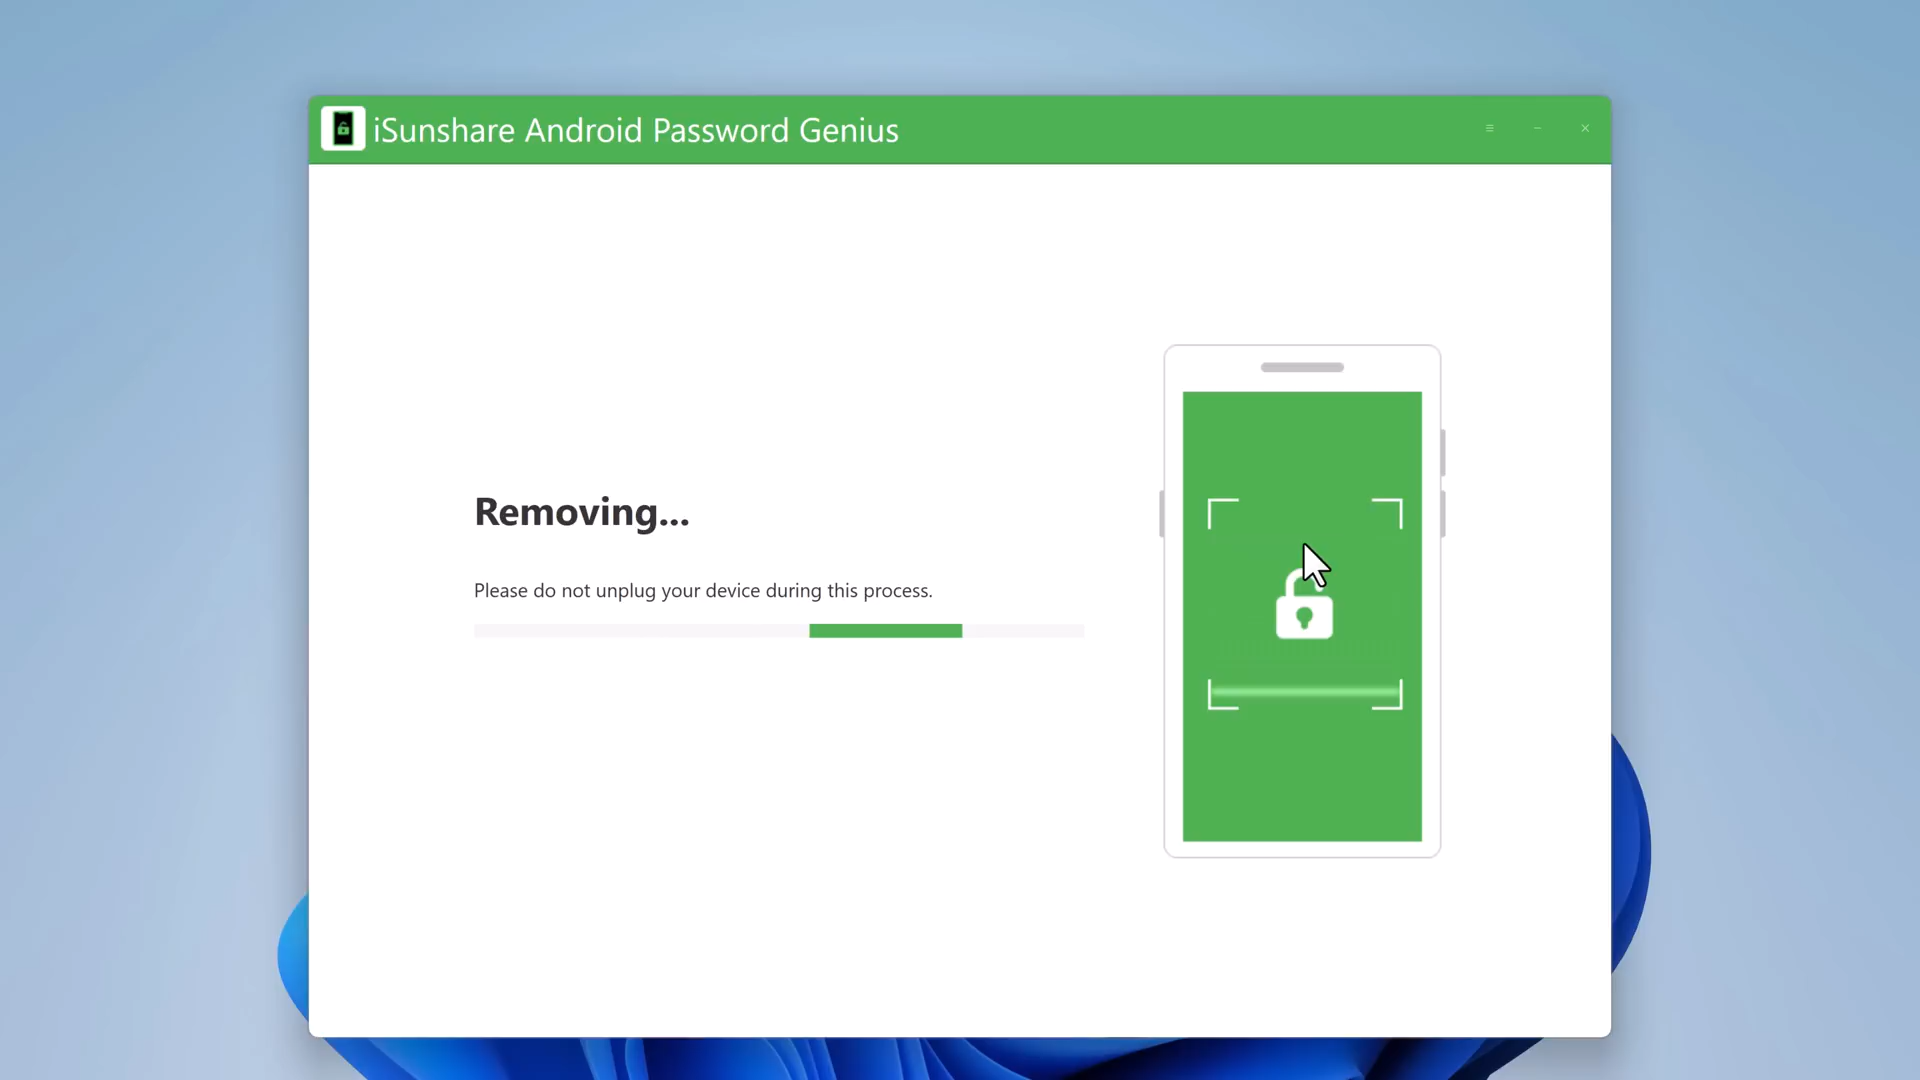 iSunshare Android Password Genius
Removing...
Please do not unplug your device during this process.